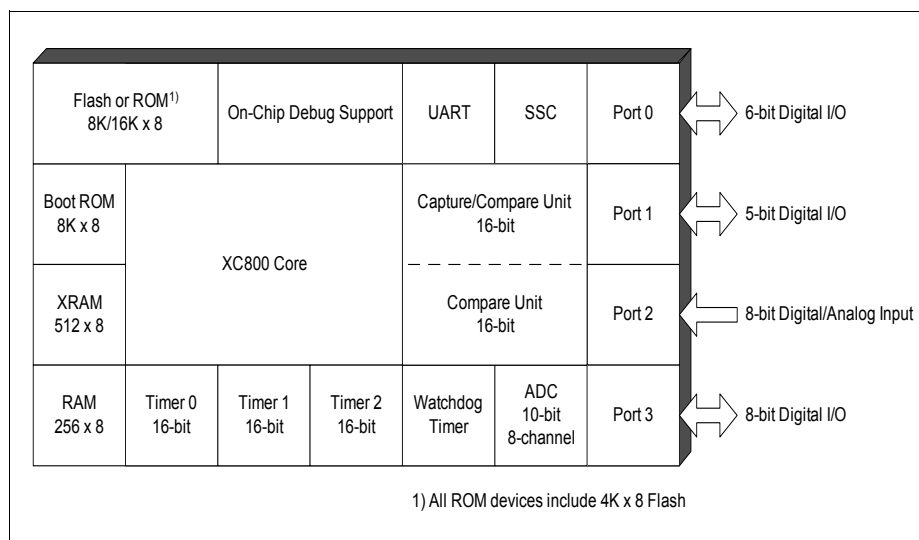 Flash or ROM1)
8K/16K x 8
On-Chip Debug Support
UART
SSC
Port 0
6-bit Digital I/O
Boot ROM
8K x 8
XC800 Core
Capture/Compare Unit
16-bit
Port 1
5-bit Digital I/O
XRAM
512 x 8
Compare Unit
16-bit
Port 2
8-bit Digital/Analog Input
RAM
256 x 8
Timer 0
16-bit
Timer 1
16-bit
Timer 2
16-bit
Watchdog
Timer
ADC
10-bit
8-channel
Port 3
8-bit Digital I/O
1) All ROM devices include 4K x 8 Flash